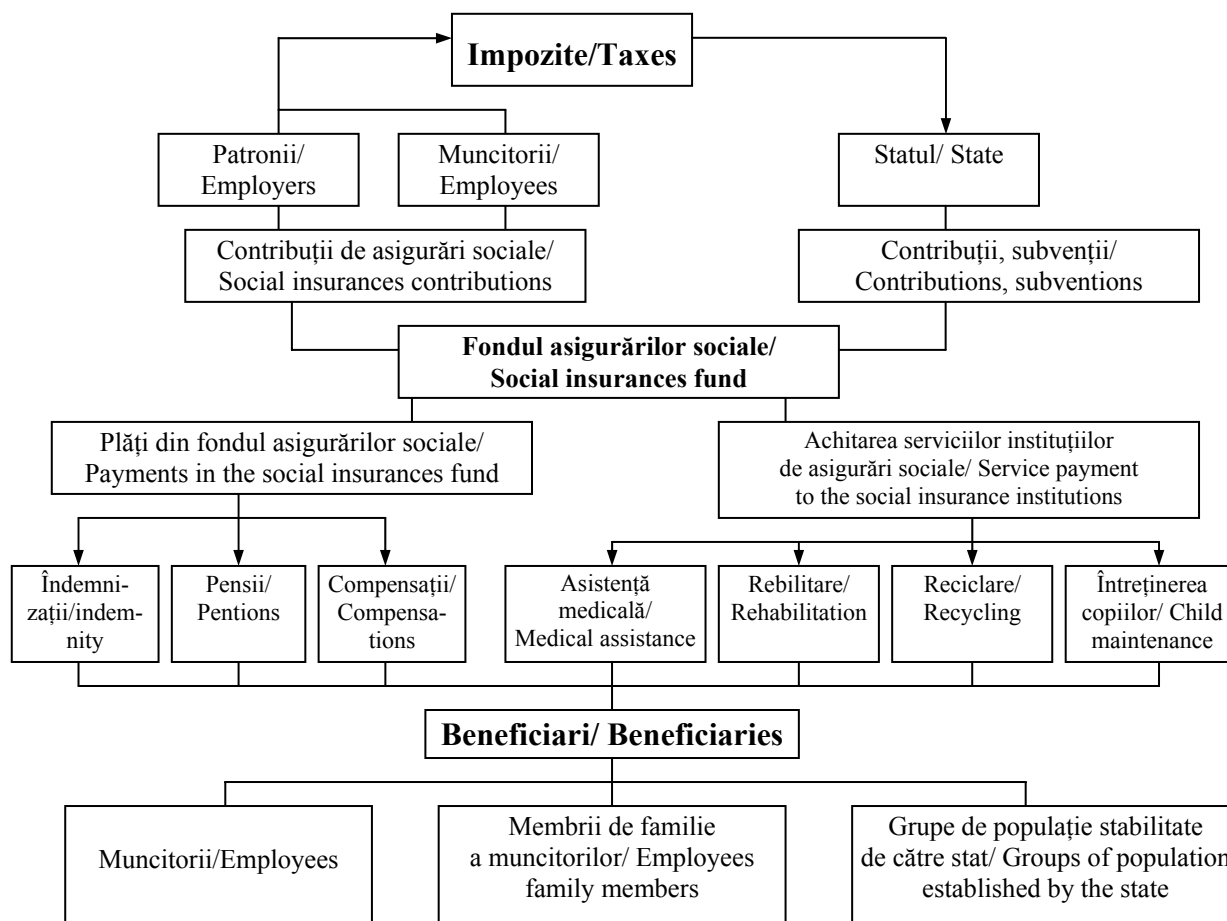 Impozite/Taxes
Patronii/
Employers
Muncitorii/
Employees
Statul/ State
Contribuții de asigurări sociale/
Social insurances contributions
Contribuții, subvenții/
Contributions, subventions
Fondul asigurărilor sociale/
Social insurances fund
Plăți din fondul asigurărilor sociale/
Payments in the social insurances fund
Achitarea serviciilor instituțiilor
de asigurări sociale/ Service payment
to the social insurance institutions
Îndemni-
zații/indem-
nity
Pensii/
Pentions
Compensații/
Compensa-
tions
Asistență
medicală/
Medical assistance
Rebilitare/
Rehabilitation
Reciclare/
Recycling
Întreținerea
copiilor/ Child
maintenance
Beneficiari/ Beneficiaries
Muncitorii/Employees
Membrii de familie
a muncitorilor/ Employees
family members
Grupe de populație stabilitate
de către stat/ Groups of population
established by the state